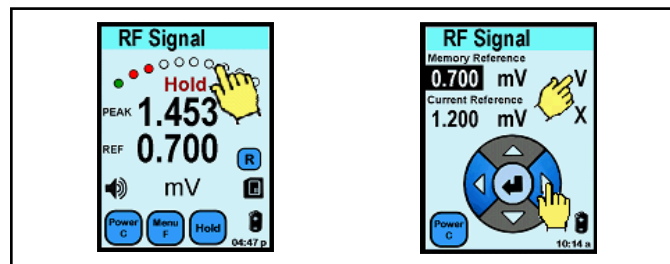 RF Signal
Hold
PEAK 1.453
REF 0.700
R
mV
Power
C
Menu
F
Hold
04:47 p
RF Signal
Memory Reference
0.700 mV V
Current Reference
1.200 mV X
Power
C
10:14 a